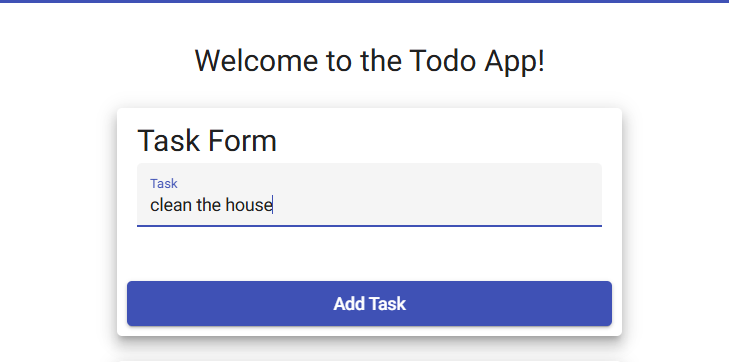 Welcome to the Todo App!
Task Form
Task
clean the house
Add Task